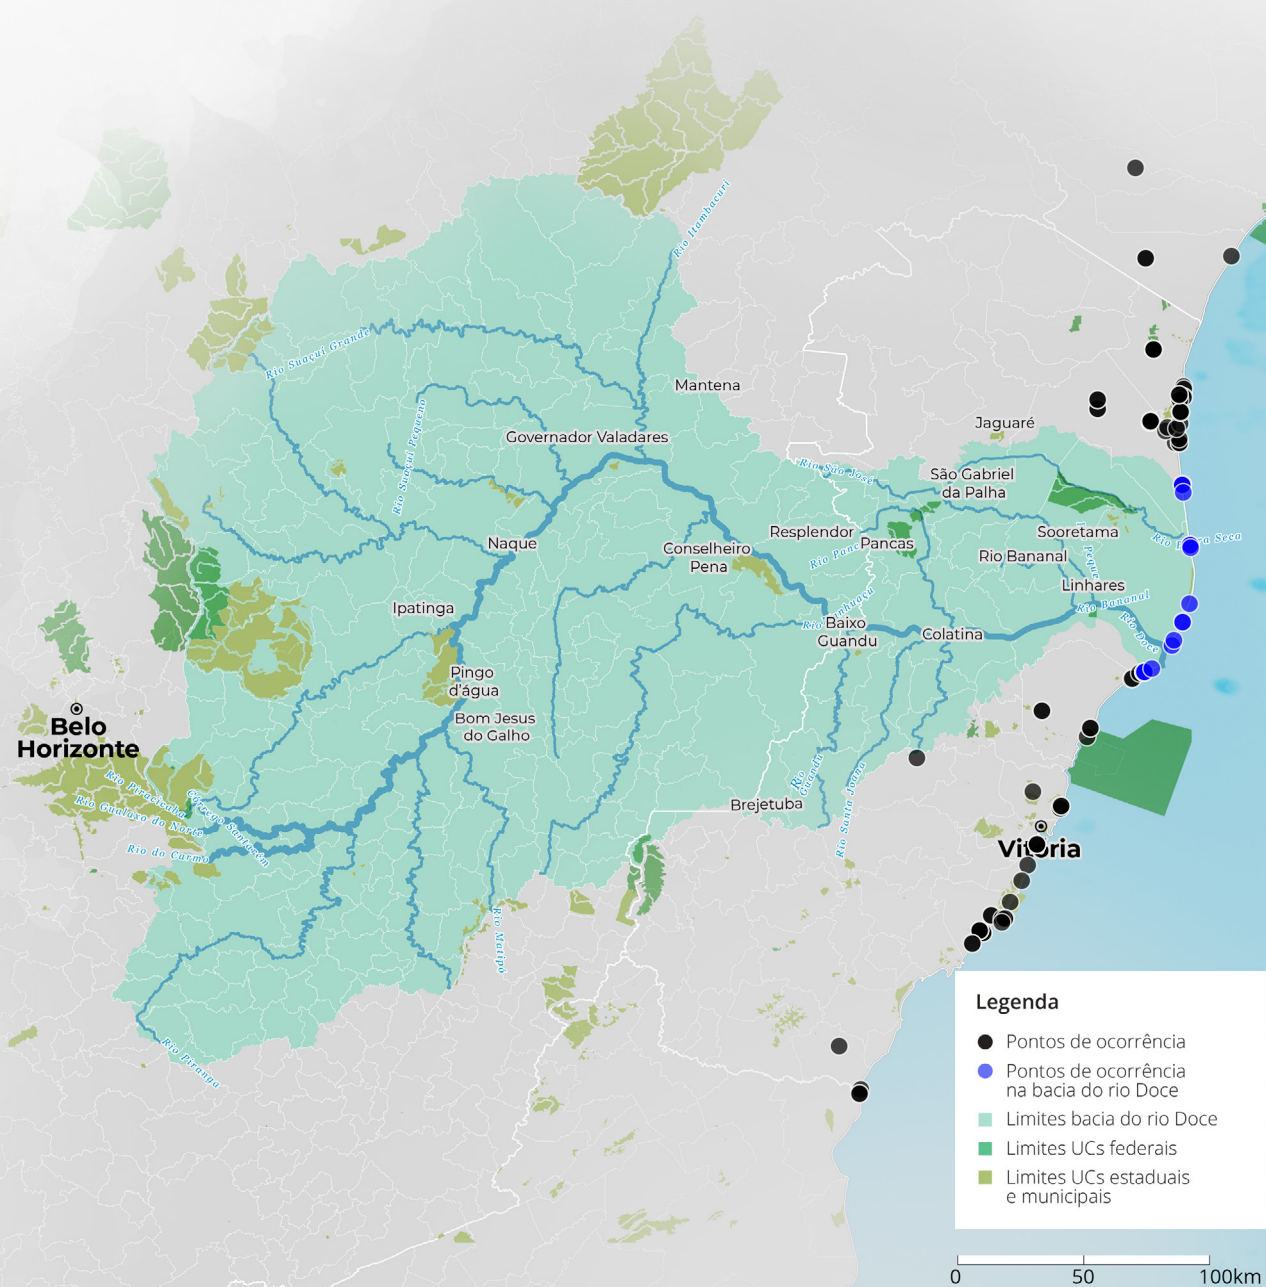 Rio Itambacuri
Rio Suaçuí Grande
Mantena
Rio Suaçuí Pequeno
Jaguaré
Governador Valadares
Rio São José
São Gabriel
da Palha
Resplendor
Sooretama
Naque
Conselheiro
Pena
Pancas
Rio Bananal
Linhares
Ipatinga
Rio Bananal
Baixo
Guandu
Colatina
Rio Doce
Pingo
d'água
Bom Jesus
do Galho
Belo
Horizonte
Rio Piracicaba
Rio Gualaxo do Norte
Córrego Santarém
Rio do Carmo
Rio
Guandu
Rio Santa Joana
Brejetuba
Vitória
Rio Matipó
Rio Piranga
Legenda
Pontos de ocorrência
Pontos de ocorrência
na bacia do rio Doce
Limites bacia do rio Doce
Limites UCs federais
Limites UCs estaduais
e municipais
0 50 100km